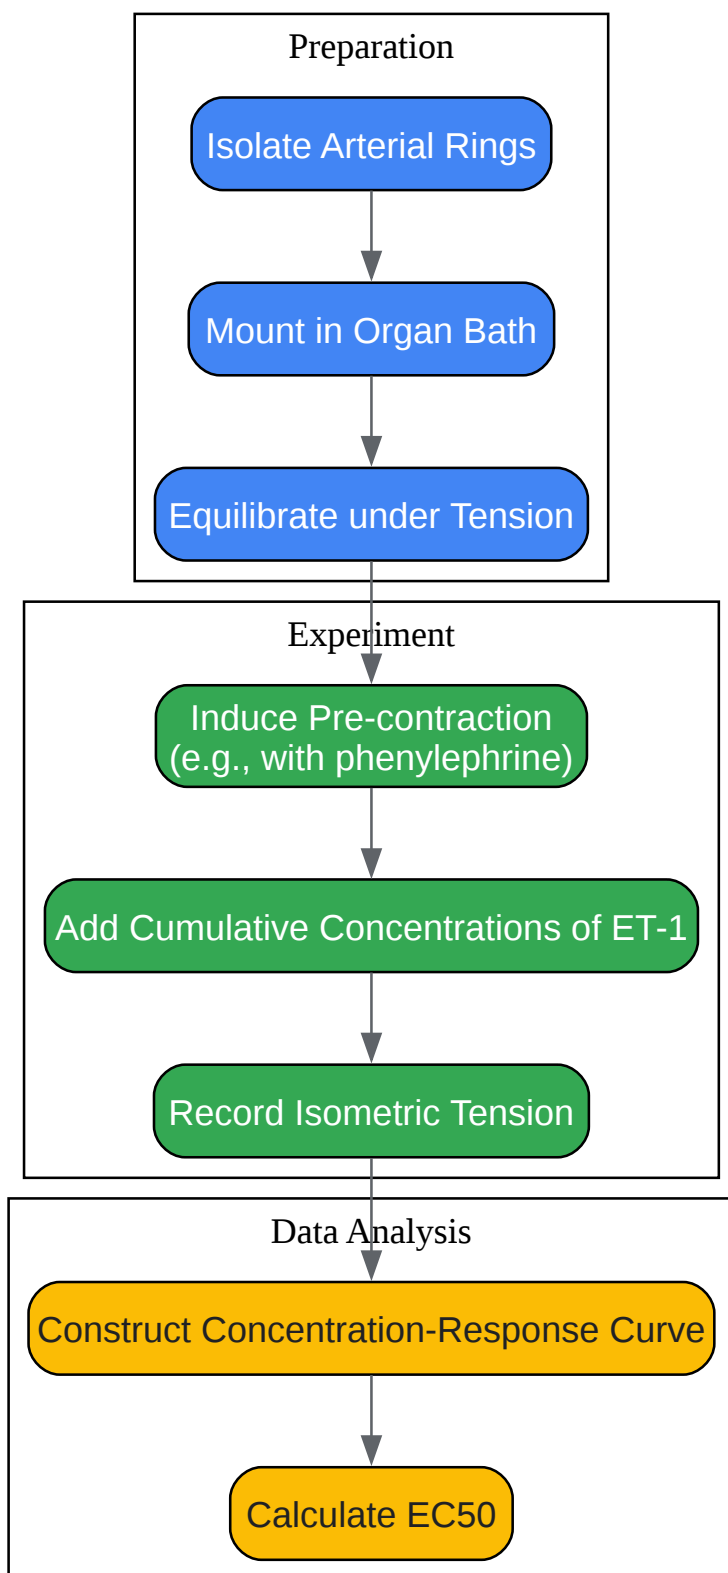 Preparation
Isolate Arterial Rings
Mount in Organ Bath
Equilibrate under Tension
Experiment
Induce Pre-contraction
(e.g., with phenylephrine)
Add Cumulative Concentrations of ET-1
Record Isometric Tension
Data Analysis
Construct Concentration-Response Curve
Calculate EC50